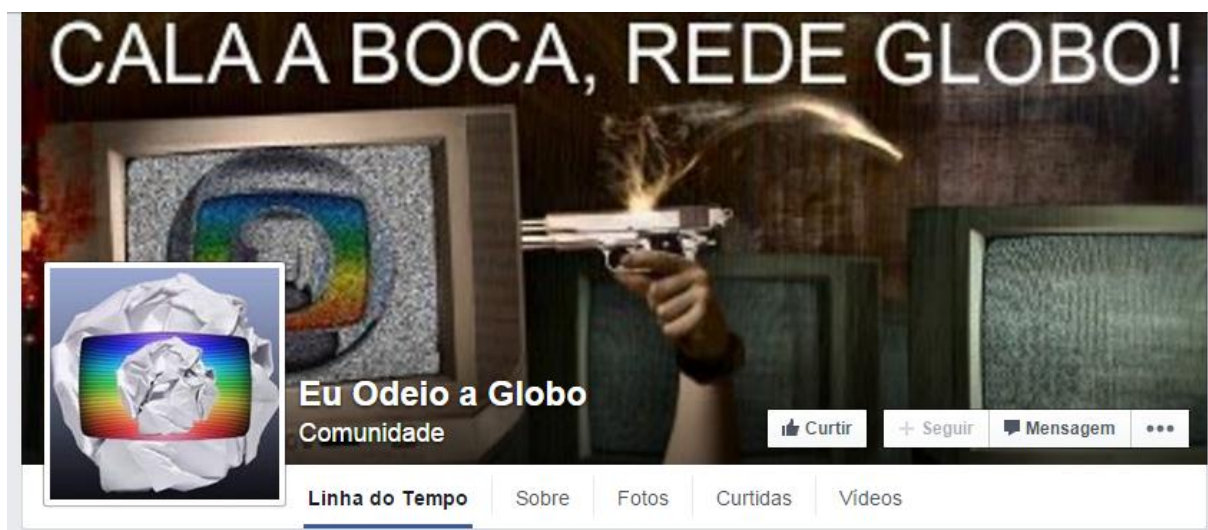 CALA A BOCA, REDE GLOBO!
Eu Odeio a Globo
Comunidade
Curtir
+ Seguir
Mensagem
Linha do Tempo
Sobre
Fotos
Curtidas
Vídeos